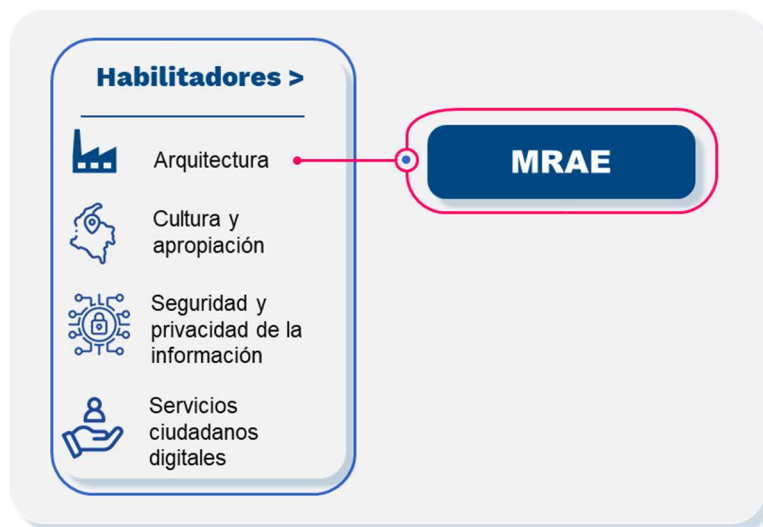 Habilitadores >
Arquitectura
MRAE
Cultura y
apropiación
Seguridad y
privacidad de la
información
Servicios
ciudadanos
digitales